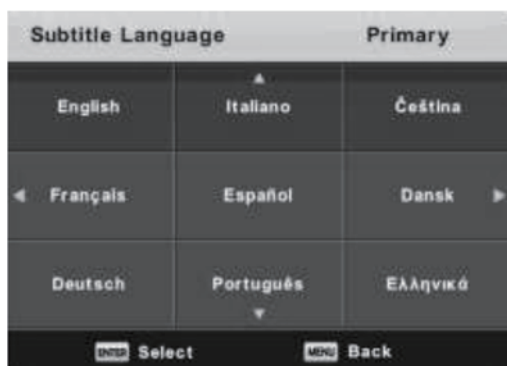 Subtitle Language Primary
English Italiano Čeština
Français Español Dansk
Deutsch Português Ελληνικά
ENTER Select MENU Back